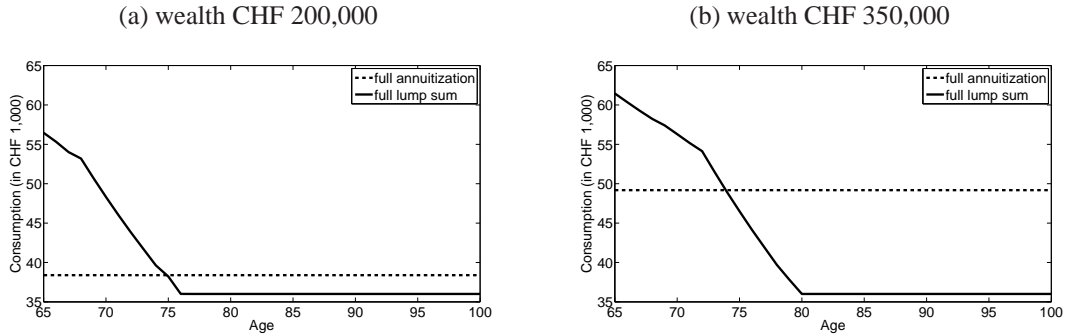 (a) wealth CHF 200,000
65
60
55
50
45
40
35
Consumption (in CHF 1,000)
full annuitization
full lump sum
65 70 75 80 85 90 95 100
Age
(b) wealth CHF 350,000
65
60
55
50
45
40
35
Consumption (in CHF 1,000)
full annuitization
full lump sum
65 70 75 80 85 90 95 100
Age